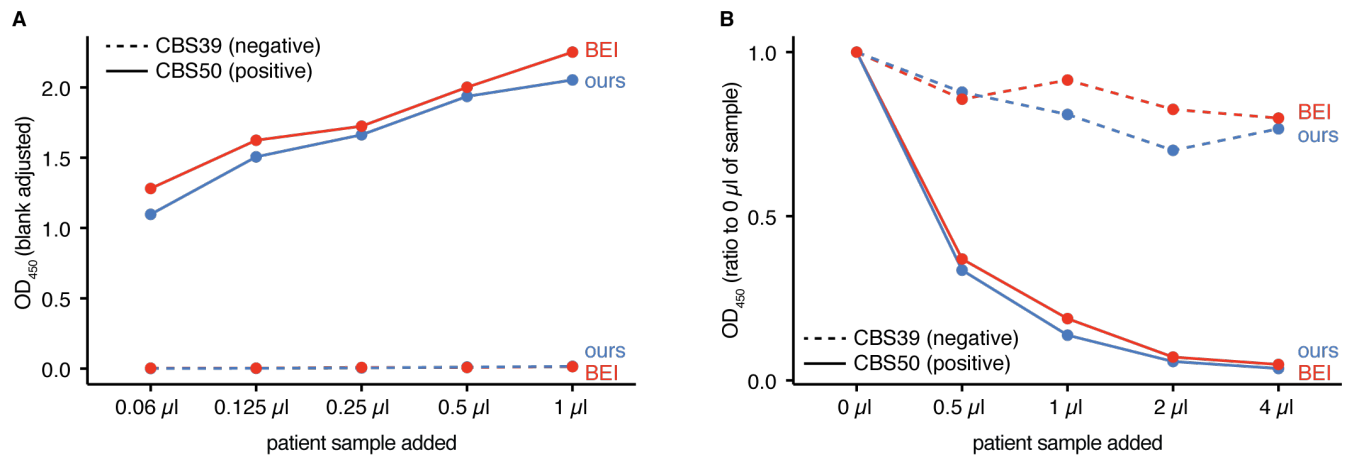 A
CBS39 (negative)
CBS50 (positive)
BEI
ours
OD450 (blank adjusted)
2.0
1.5
1.0
0.5
0.0
ours
BEI
0.06 µl 0.125 µl 0.25 µl 0.5 µl 1 µl
patient sample added
B
OD450 (ratio to 0 µl of sample)
1.0
0.5
0.0
BEI
ours
CBS39 (negative)
CBS50 (positive)
ours
BEI
0 µl 0.5 µl 1 µl 2 µl 4 µl
patient sample added